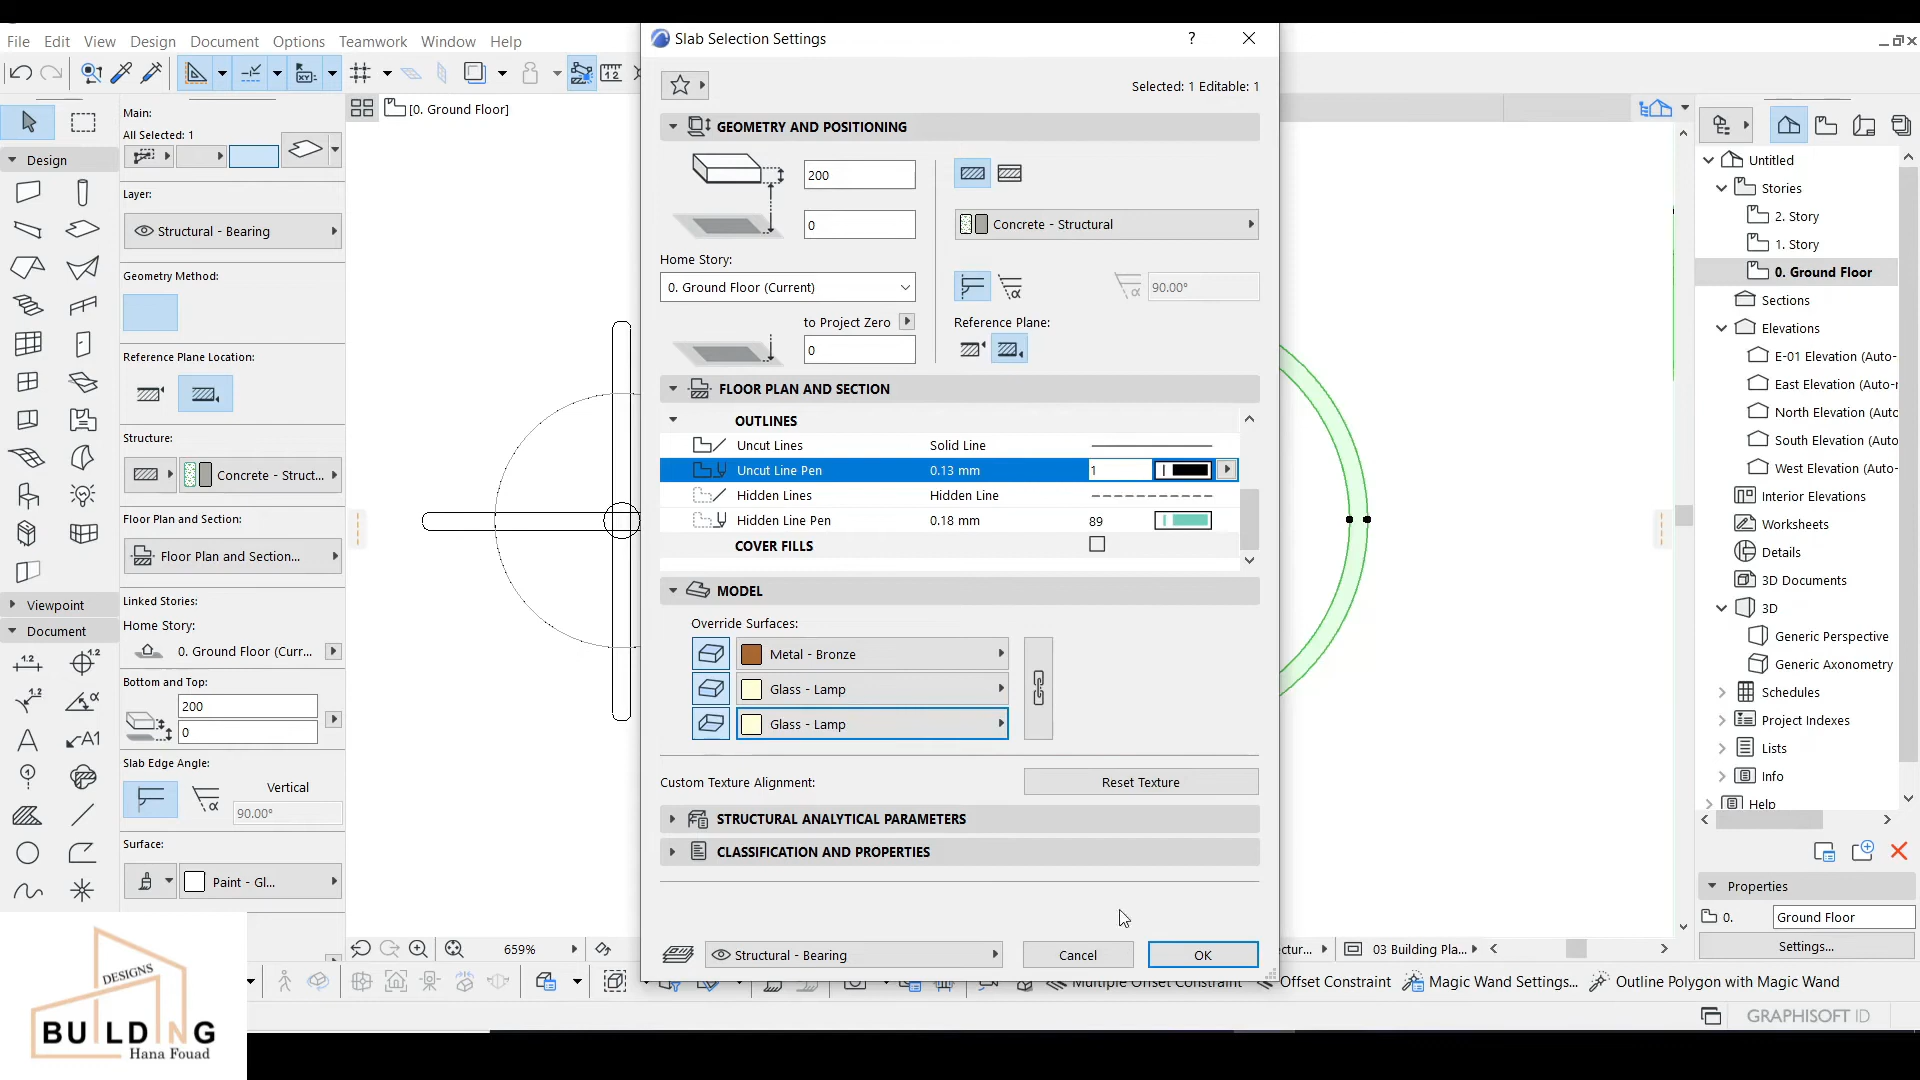 Slab Selection Settings
?
File Edit View Design Document Options Teamwork Window Help
Selected: 1 Editable: 1
[0. Ground Floor]
Main:
All Selected: 1
Design
Layer:
Structural - Bearing
Geometry Method:
Reference Plane Location:
Structure:
Concrete - Struct...
Floor Plan and Section:
Floor Plan and Section...
Linked Stories:
Home Story:
0. Ground Floor (Curr...
Bottom and Top:
200
0
Slab Edge Angle:
Vertical
90.00°
Surface:
Paint - Gl...
Viewpoint
Document
GEOMETRY AND POSITIONING
200
0
Concrete - Structural
Home Story:
0. Ground Floor (Current)
90.00°
to Project Zero
Reference Plane:
0
FLOOR PLAN AND SECTION
OUTLINES
Uncut Lines Solid Line
Uncut Line Pen 0.13 mm 1
Hidden Lines Hidden Line
Hidden Line Pen 0.18 mm 89
COVER FILLS
MODEL
Override Surfaces:
Metal - Bronze
Glass - Lamp
Glass - Lamp
Custom Texture Alignment:
Reset Texture
STRUCTURAL ANALYTICAL PARAMETERS
CLASSIFICATION AND PROPERTIES
Structural - Bearing
Cancel
OK
Untitled
Stories
2. Story
1. Story
0. Ground Floor
Sections
Elevations
E-01 Elevation (Auto-
East Elevation (Auto-r
North Elevation (Auto
South Elevation (Auto
West Elevation (Auto-
Interior Elevations
Worksheets
Details
3D Documents
3D
Generic Perspective
Generic Axonometry
Schedules
Project Indexes
Lists
Info
Help
Properties
0. Ground Floor
Settings...
659%
ctur...
03 Building Pla...
Multiple Offset Constraint
Offset Constraint
Magic Wand Settings...
Outline Polygon with Magic Wand
GRAPHISOFT ID
DESIGNS
BUILDING
Hana Fouad